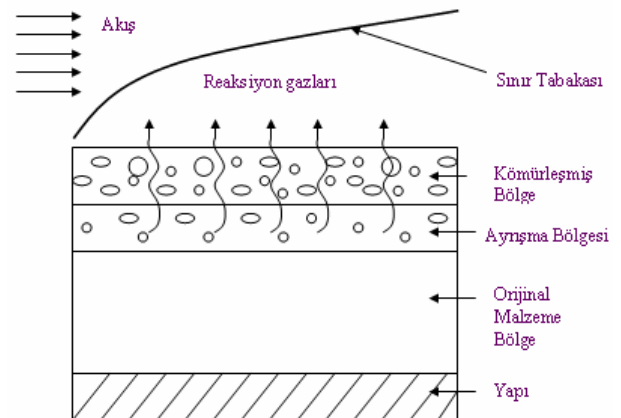 Akış
Reaksiyon gazları
Sınır Tabakası
Kömürleşmiş
Bölge
Ayrışma Bölgesi
Orijinal
Malzeme
Bölge
Yapı